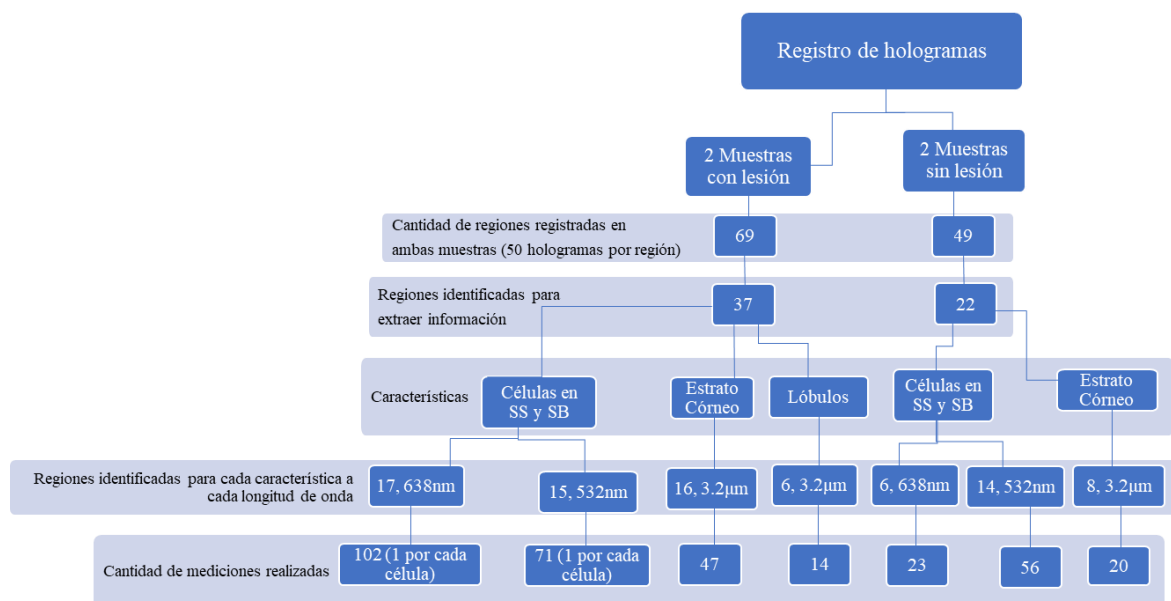 Registro de hologramas
2 Muestras
con lesión
2 Muestras
sin lesión
Cantidad de regiones registradas en
ambas muestra (50 hologramas por región)
69
49
Regiones identificadas para
extraer información
37
22
Características
Células en
SS y SB
Estrato
Córneo
Lóbulos
Células en
SS y SB
Estrato
Córneo
Regiones identificadas para cada característica a
cada longitud de onda
17, 638nm
15, 532nm
16, 3.2μm
6, 3.2μm
6, 638nm
14, 532nm
8, 3.2μm
Cantidad de mediciones realizadas
102 (1 por cada
célula)
71 (1 por cada
célula)
47
14
23
56
20